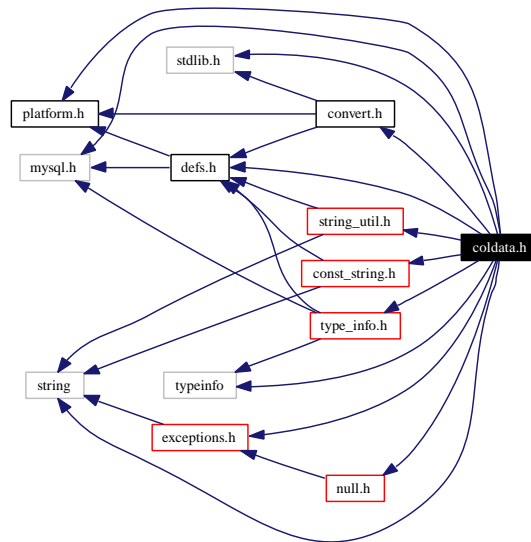 stdlib.h
platform.h
convert.h
mysql.h
defs.h
string_util.h
coldata.h
const_string.h
type_info.h
string
typeinfo
exceptions.h
null.h